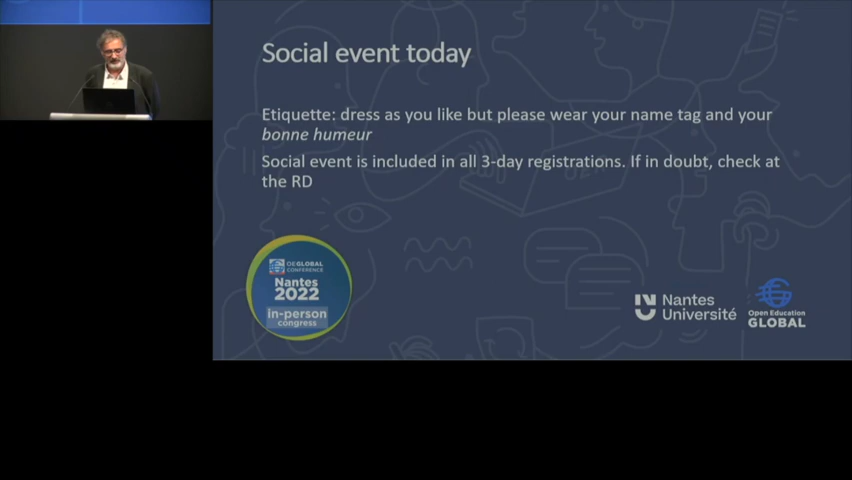 Social event today
Etiquette: dress as you like but please wear your name tag and your
bonne humeur
Social event is included in all 3-day registrations. If in doubt, check at
the RD
OEGLOBAL
CONFERENCE
Nantes
2022
in-person
congress
Nantes
Université
Open Education
GLOBAL